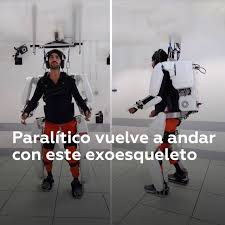 Paralítico vuelve a andar
con este exoesqueleto